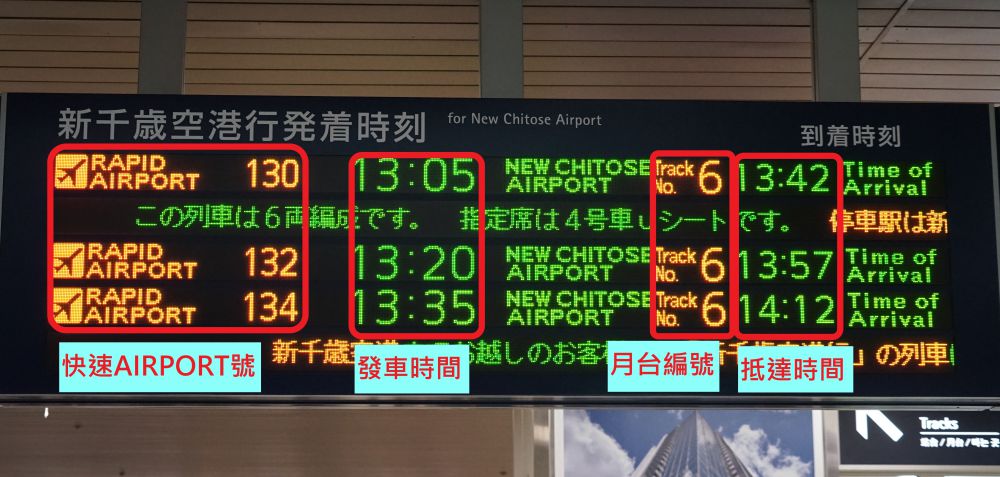 新千歳空港行発着時刻 for New Chitose Airport 到着時刻
RAPID AIRPORT 130 13:05 NEW CHITOSE AIRPORT Track No. 6 13:42 Time of Arrival
この列車は6両編成です。 指定席は4号車uシートです。 停車駅は新
RAPID AIRPORT 132 13:20 NEW CHITOSE AIRPORT Track No. 6 13:57 Time of Arrival
RAPID AIRPORT 134 13:35 NEW CHITOSE AIRPORT Track No. 6 14:12 Time of Arrival
新千歳空 お越しのお客 」の列車
快速AIRPORT號 發車時間 月台編號 抵達時間
Tracks